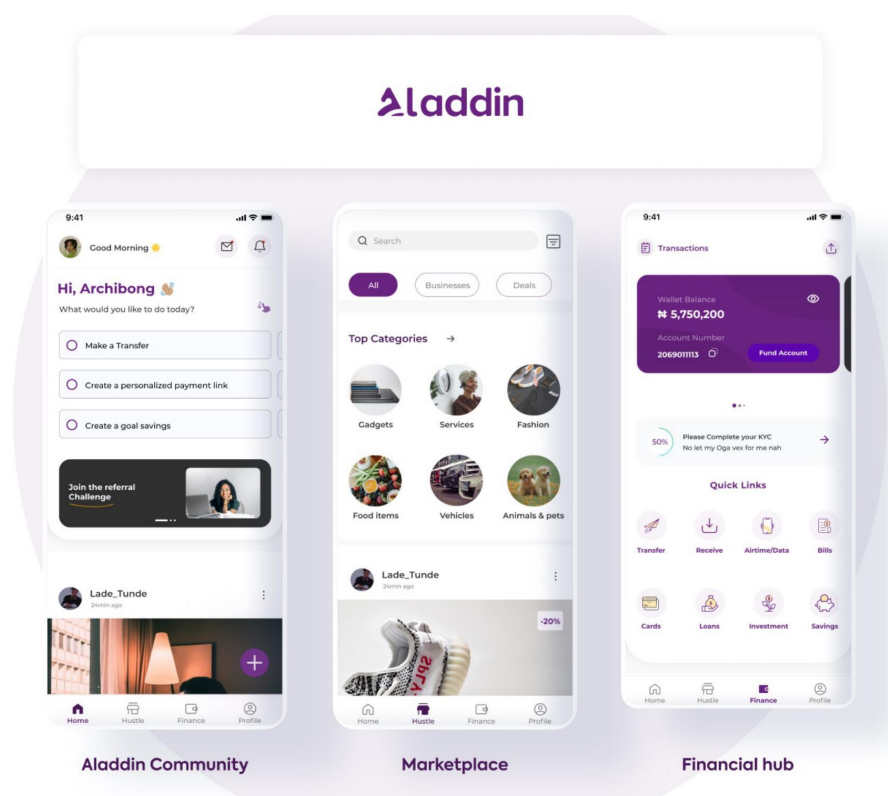 Aladdin
9:41
Good Morning
Hi, Archibong 👋🏽
What would you like to do today?
Make a Transfer
Create a personalized payment link
Create a goal savings
Join the referral
Challenge
Lade_Tunde
24min ago
Home
Hustle
Finance
Profile
Aladdin Community
Search
All
Businesses
Deals
Top Categories →
Gadgets
Services
Fashion
Food items
Vehicles
Animals & pets
Lade_Tunde
24min ago
-20%
SPLY-
Home
Hustle
Finance
Profile
Marketplace
9:41
Transactions
Wallet Balance
₦ 5,750,200
Account Number
2069011113
Fund Account
50%
Please Complete your KYC
No let my Oga vex for me nah
Quick Links
Transfer
Receive
Airtime/Data
Bills
Cards
Loans
Investment
Savings
Home
Hustle
Finance
Profile
Financial hub